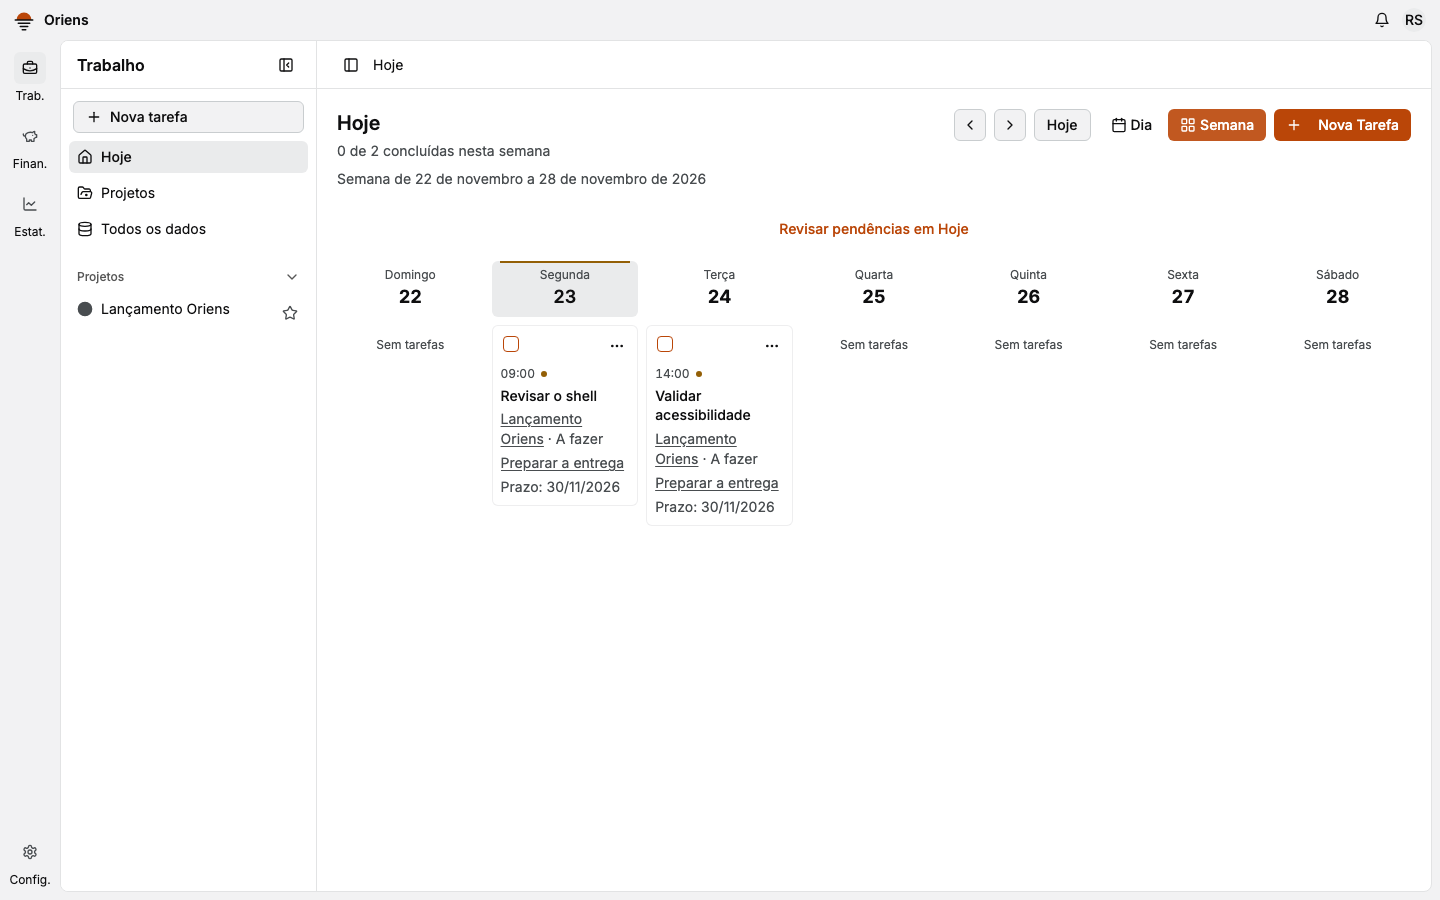 Oriens
RS
Trab.
Finan.
Estat.
Config.
Trabalho
Nova tarefa
Hoje
Projetos
Todos os dados
Projetos
Lançamento Oriens
Hoje
Hoje
0 de 2 concluídas nesta semana
Semana de 22 de novembro a 28 de novembro de 2026
Hoje
Dia
Semana
Nova Tarefa
Revisar pendências em Hoje
Domingo
22
Sem tarefas
Segunda
23
09:00
Revisar o shell
Lançamento
Oriens · A fazer
Preparar a entrega
Prazo: 30/11/2026
Terça
24
14:00
Validar
acessibilidade
Lançamento
Oriens · A fazer
Preparar a entrega
Prazo: 30/11/2026
Quarta
25
Sem tarefas
Quinta
26
Sem tarefas
Sexta
27
Sem tarefas
Sábado
28
Sem tarefas